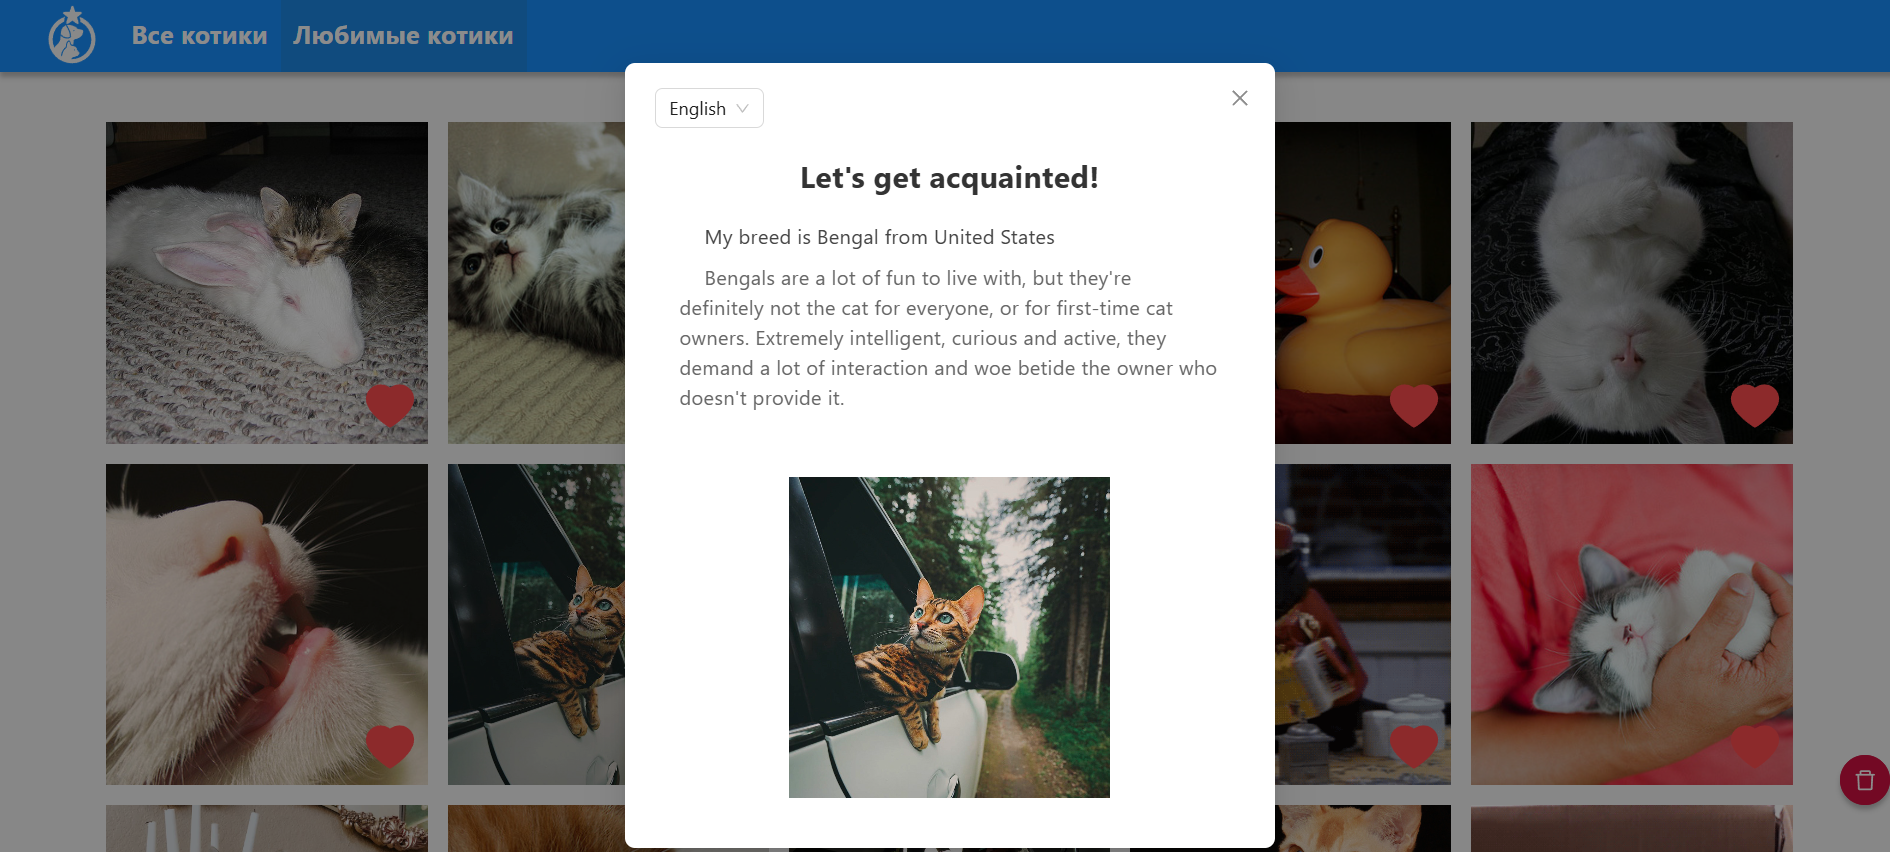 Все котики
Любимые котики
English
Let's get acquainted!
My breed is Bengal from United States
Bengals are a lot of fun to live with, but they're
definitely not the cat for everyone, or for first-time cat
owners. Extremely intelligent, curious and active, they
demand a lot of interaction and woe betide the owner who
doesn't provide it.